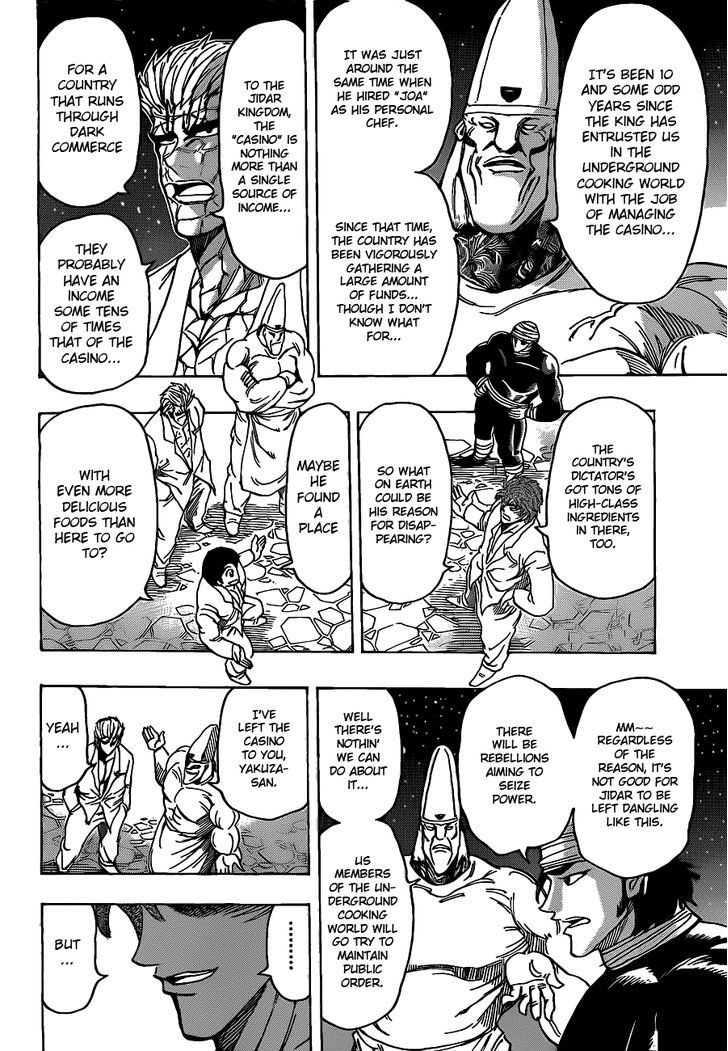 IT'S BEEN 10
AND SOME ODD
YEARS SINCE
THE KING HAS
ENTRUSTED US
IN THE
UNDERGROUND
COOKING WORLD
WITH THE
JOB OF
MANAGING
THE CASINO...
IT WAS JUST
AROUND THE
SAME TIME WHEN
HE HIRED "JOA"
AS HIS PERSONAL
CHEF.
SINCE THAT TIME,
THE COUNTRY HAS
BEEN VIGOROUSLY
GATHERING A
LARGE AMOUNT
OF FUNDS...
THOUGH I DON'T
KNOW WHAT
FOR...
TO THE
JIDAR
KINGDOM,
THE
"CASINO" IS
NOTHING
MORE THAN
A SINGLE
SOURCE OF
INCOME...
FOR A
COUNTRY
THAT RUNS
THROUGH
DARK
COMMERCE
THEY
PROBABLY
HAVE AN
INCOME
SOME TENS
OF TIMES
THAT OF THE
CASINO...
THE
COUNTRY'S
DICTATOR'S
GOT TONS OF
HIGH-CLASS
INGREDIENTS
IN THERE,
TOO.
SO WHAT
ON EARTH
COULD BE
HIS REASON
FOR DISAP-
PEARING?
MAYBE
HE
FOUND
A
PLACE
WITH
EVEN MORE
DELICIOUS
FOODS THAN
HERE TO GO
TO?
MM~~
REGARDLESS
OF THE
REASON, IT'S
NOT GOOD FOR
JIDAR TO BE
LEFT DANGLING
LIKE THIS.
THERE
WILL BE
REBELLIONS
AIMING TO
SEIZE
POWER.
WELL
THERE'S
NOTHIN'
WE CAN
DO ABOUT
IT...
US
MEMBERS
OF THE UN-
DERGROUND
COOKING
WORLD
WILL GO
TRY TO
MAINTAIN
PUBLIC
ORDER.
I'VE
LEFT THE
CASINO
TO YOU,
YAKUZA-
SAN.
YEAH
...
.........
BUT
...